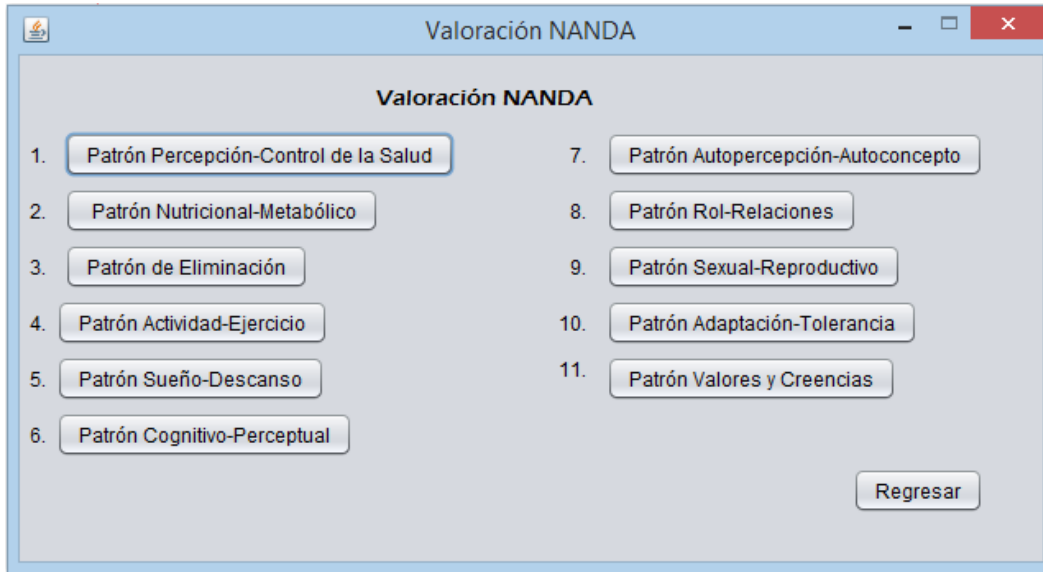 Valoración NANDA
Valoración NANDA
1. Patrón Percepción-Control de la Salud
2. Patrón Nutricional-Metabólico
3. Patrón de Eliminación
4. Patrón Actividad-Ejercicio
5. Patrón Sueño-Descanso
6. Patrón Cognitivo-Perceptual
7. Patrón Autopercepción-Autoconcepto
8. Patrón Rol-Relaciones
9. Patrón Sexual-Reproductivo
10. Patrón Adaptación-Tolerancia
11. Patrón Valores y Creencias
Regresar